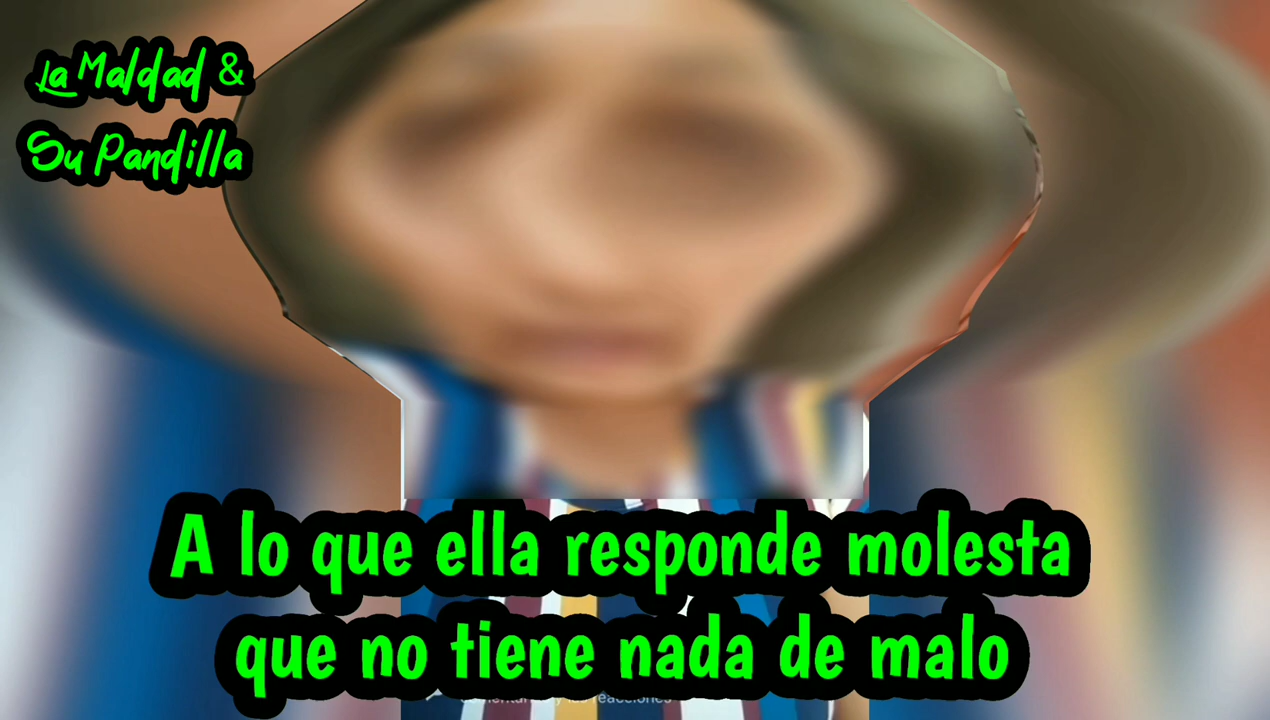 La Maldad &
Su Pandilla
A lo que ella responde molesta
que no tiene nada de malo